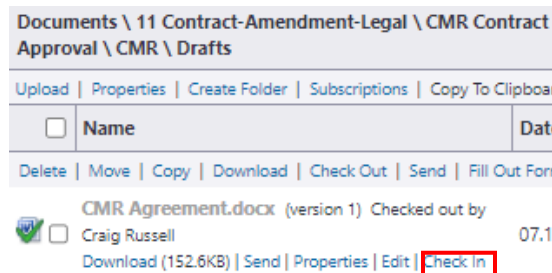 Documents \ 11 Contract-Amendment-Legal \ CMR Contract
Approval \ CMR \ Drafts
Upload | Properties | Create Folder | Subscriptions | Copy To Clipboar
Name Dat
Delete | Move | Copy | Download | Check Out | Send | Fill Out For
CMR Agreement.docx (version 1) Checked out by
Craig Russell 07.1
Download (152.6KB) | Send | Properties | Edit | Check In